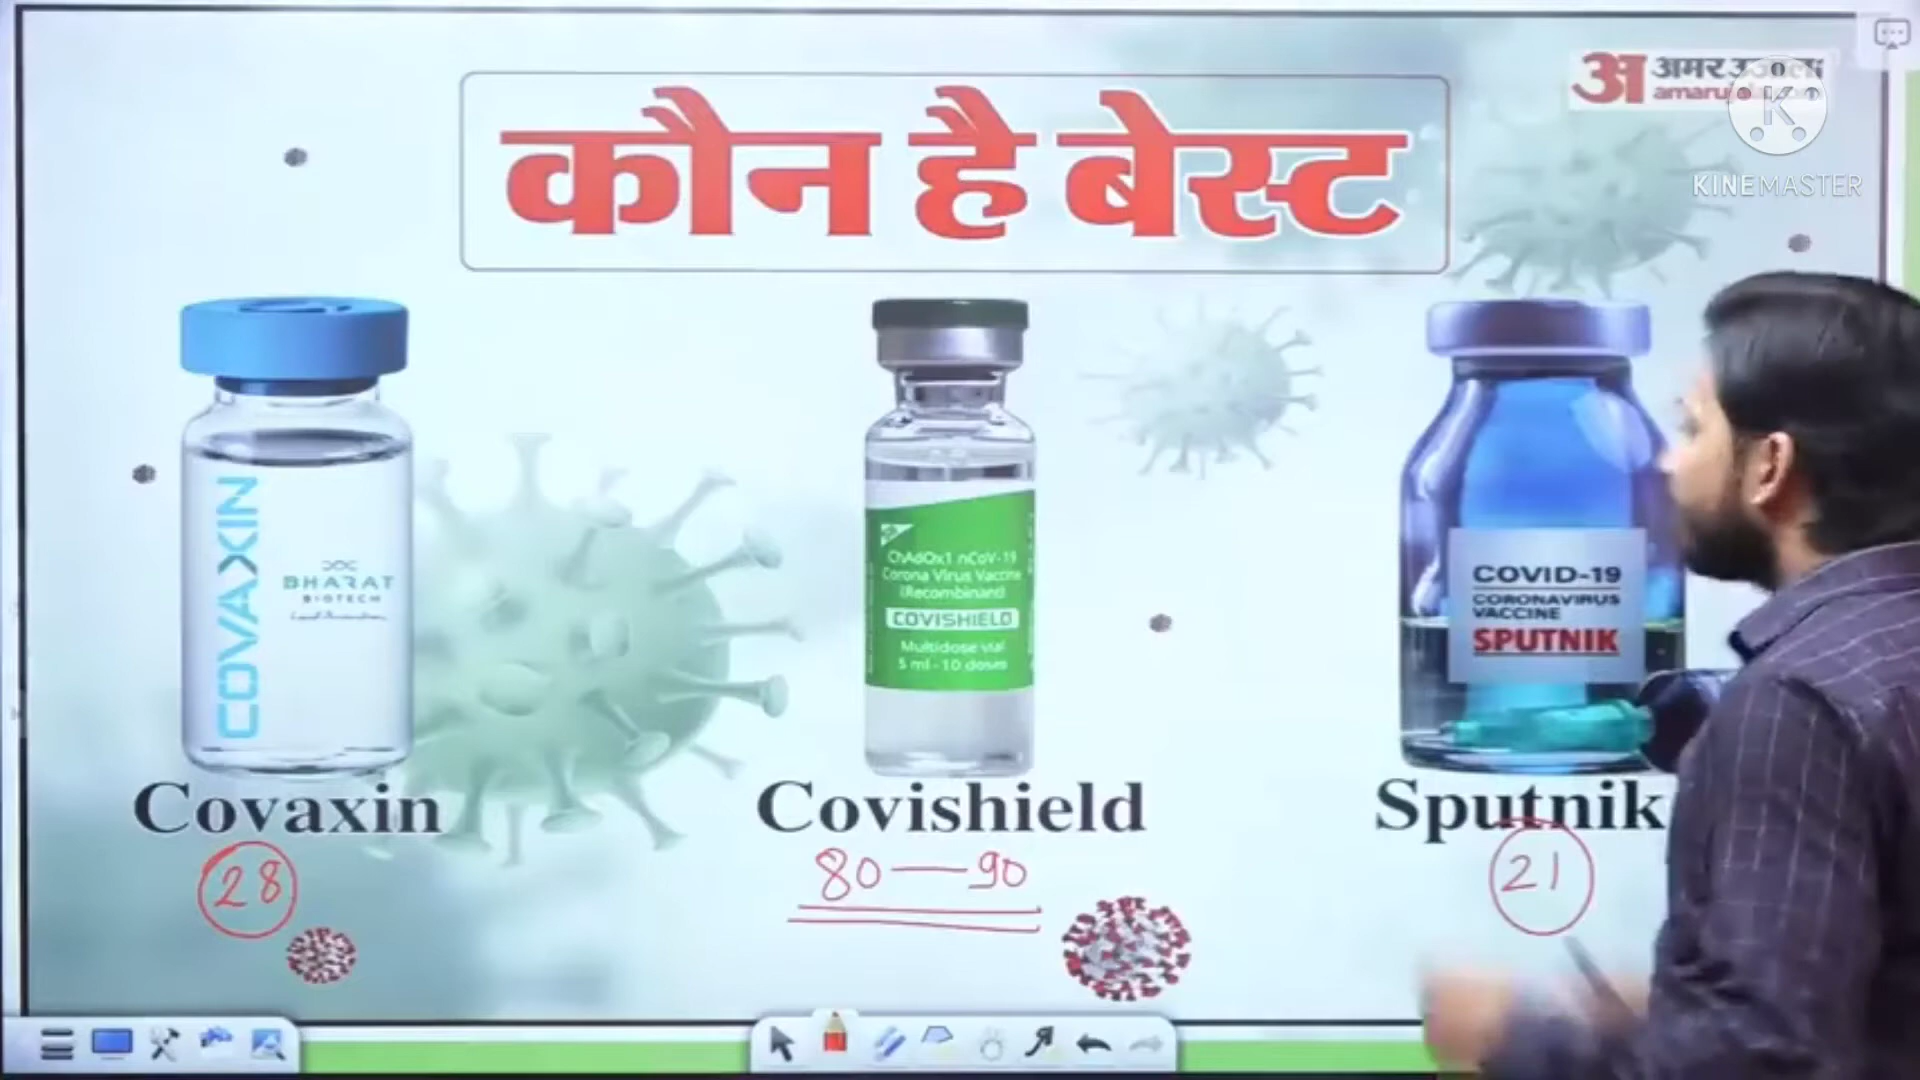 कौन है बेस्ट
अमर उजाला
KINEMASTER
COVAXIN
BHARAT
BIOTECH
ChAdOx1 nCoV-19
Corona Virus Vaccine
(Recombinant)
COVISHIELD
Multidose vial
5 ml - 10 doses
COVID-19
CORONAVIRUS
VACCINE
SPUTNIK
Covaxin
Covishield
Sputnik
28
80 — 90
21